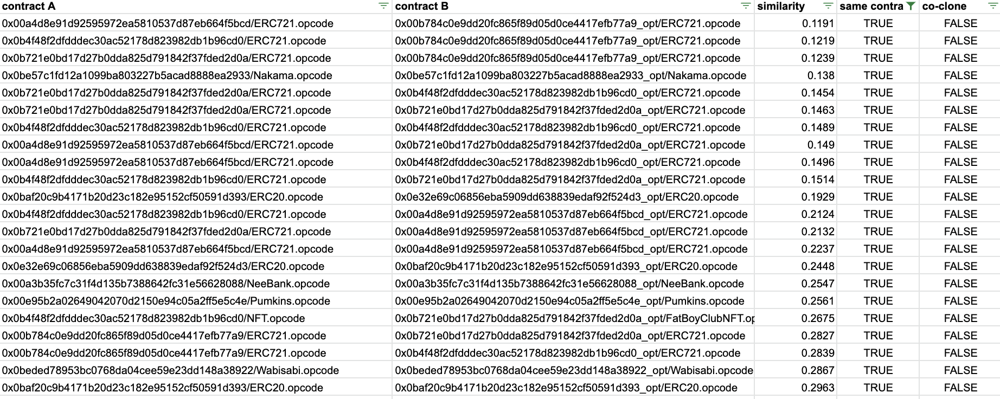 contract A contract B similarity same contra co-clone
0x00a4d8e91d92595972ea5810537d87eb664f5bcd/ERC721.opcode 0x00b784c0e9dd20fc865f89d05d0ce4417efb77a9_opt/ERC721.opcode 0.1191 TRUE FALSE
0x0b4f48f2dfdddec30ac52178d823982db1b96cd0/ERC721.opcode 0x00b784c0e9dd20fc865f89d05d0ce4417efb77a9_opt/ERC721.opcode 0.1219 TRUE FALSE
0x0b721e0bd17d27b0dda825d791842f37fded2d0a/ERC721.opcode 0x00b784c0e9dd20fc865f89d05d0ce4417efb77a9_opt/ERC721.opcode 0.1239 TRUE FALSE
0x0be57c1fd12a1099ba803227b5acad8888ea2933/Nakama.opcode 0x0be57c1fd12a1099ba803227b5acad8888ea2933_opt/Nakama.opcode 0.138 TRUE FALSE
0x0b721e0bd17d27b0dda825d791842f37fded2d0a/ERC721.opcode 0x0b4f48f2dfdddec30ac52178d823982db1b96cd0_opt/ERC721.opcode 0.1454 TRUE FALSE
0x0b721e0bd17d27b0dda825d791842f37fded2d0a/ERC721.opcode 0x0b721e0bd17d27b0dda825d791842f37fded2d0a_opt/ERC721.opcode 0.1463 TRUE FALSE
0x0b4f48f2dfdddec30ac52178d823982db1b96cd0/ERC721.opcode 0x0b4f48f2dfdddec30ac52178d823982db1b96cd0_opt/ERC721.opcode 0.1489 TRUE FALSE
0x00a4d8e91d92595972ea5810537d87eb664f5bcd/ERC721.opcode 0x0b721e0bd17d27b0dda825d791842f37fded2d0a_opt/ERC721.opcode 0.149 TRUE FALSE
0x00a4d8e91d92595972ea5810537d87eb664f5bcd/ERC721.opcode 0x0b4f48f2dfdddec30ac52178d823982db1b96cd0_opt/ERC721.opcode 0.1496 TRUE FALSE
0x0b4f48f2dfdddec30ac52178d823982db1b96cd0/ERC721.opcode 0x0b721e0bd17d27b0dda825d791842f37fded2d0a_opt/ERC721.opcode 0.1514 TRUE FALSE
0x0baf20c9b4171b20d23c182e95152cf50591d393/ERC20.opcode 0x0e32e69c06856eba5909dd638839edaf92f524d3_opt/ERC20.opcode 0.1929 TRUE FALSE
0x0b4f48f2dfdddec30ac52178d823982db1b96cd0/ERC721.opcode 0x00a4d8e91d92595972ea5810537d87eb664f5bcd_opt/ERC721.opcode 0.2124 TRUE FALSE
0x0b721e0bd17d27b0dda825d791842f37fded2d0a/ERC721.opcode 0x00a4d8e91d92595972ea5810537d87eb664f5bcd_opt/ERC721.opcode 0.2132 TRUE FALSE
0x00a4d8e91d92595972ea5810537d87eb664f5bcd/ERC721.opcode 0x00a4d8e91d92595972ea5810537d87eb664f5bcd_opt/ERC721.opcode 0.2237 TRUE FALSE
0x0e32e69c06856eba5909dd638839edaf92f524d3/ERC20.opcode 0x0baf20c9b4171b20d23c182e95152cf50591d393_opt/ERC20.opcode 0.2448 TRUE FALSE
0x00a3b35fc7c31f4d135b7388642fc31e56628088/NeeBank.opcode 0x00a3b35fc7c31f4d135b7388642fc31e56628088_opt/NeeBank.opcode 0.2547 TRUE FALSE
0x00e95b2a02649042070d2150e94c05a2ff5e5c4e/Pumkins.opcode 0x00e95b2a02649042070d2150e94c05a2ff5e5c4e_opt/Pumkins.opcode 0.2561 TRUE FALSE
0x0b4f48f2dfdddec30ac52178d823982db1b96cd0/NFT.opcode 0x0b721e0bd17d27b0dda825d791842f37fded2d0a_opt/FatBoyClubNFT.op 0.2675 TRUE FALSE
0x00b784c0e9dd20fc865f89d05d0ce4417efb77a9/ERC721.opcode 0x0b721e0bd17d27b0dda825d791842f37fded2d0a_opt/ERC721.opcode 0.2827 TRUE FALSE
0x00b784c0e9dd20fc865f89d05d0ce4417efb77a9/ERC721.opcode 0x0b4f48f2dfdddec30ac52178d823982db1b96cd0_opt/ERC721.opcode 0.2839 TRUE FALSE
0x0beded78953bc0768da04cee59e23dd148a38922/Wabisabi.opcode 0x0beded78953bc0768da04cee59e23dd148a38922_opt/Wabisabi.opcode 0.2867 TRUE FALSE
0x0baf20c9b4171b20d23c182e95152cf50591d393/ERC20.opcode 0x0baf20c9b4171b20d23c182e95152cf50591d393_opt/ERC20.opcode 0.2963 TRUE FALSE